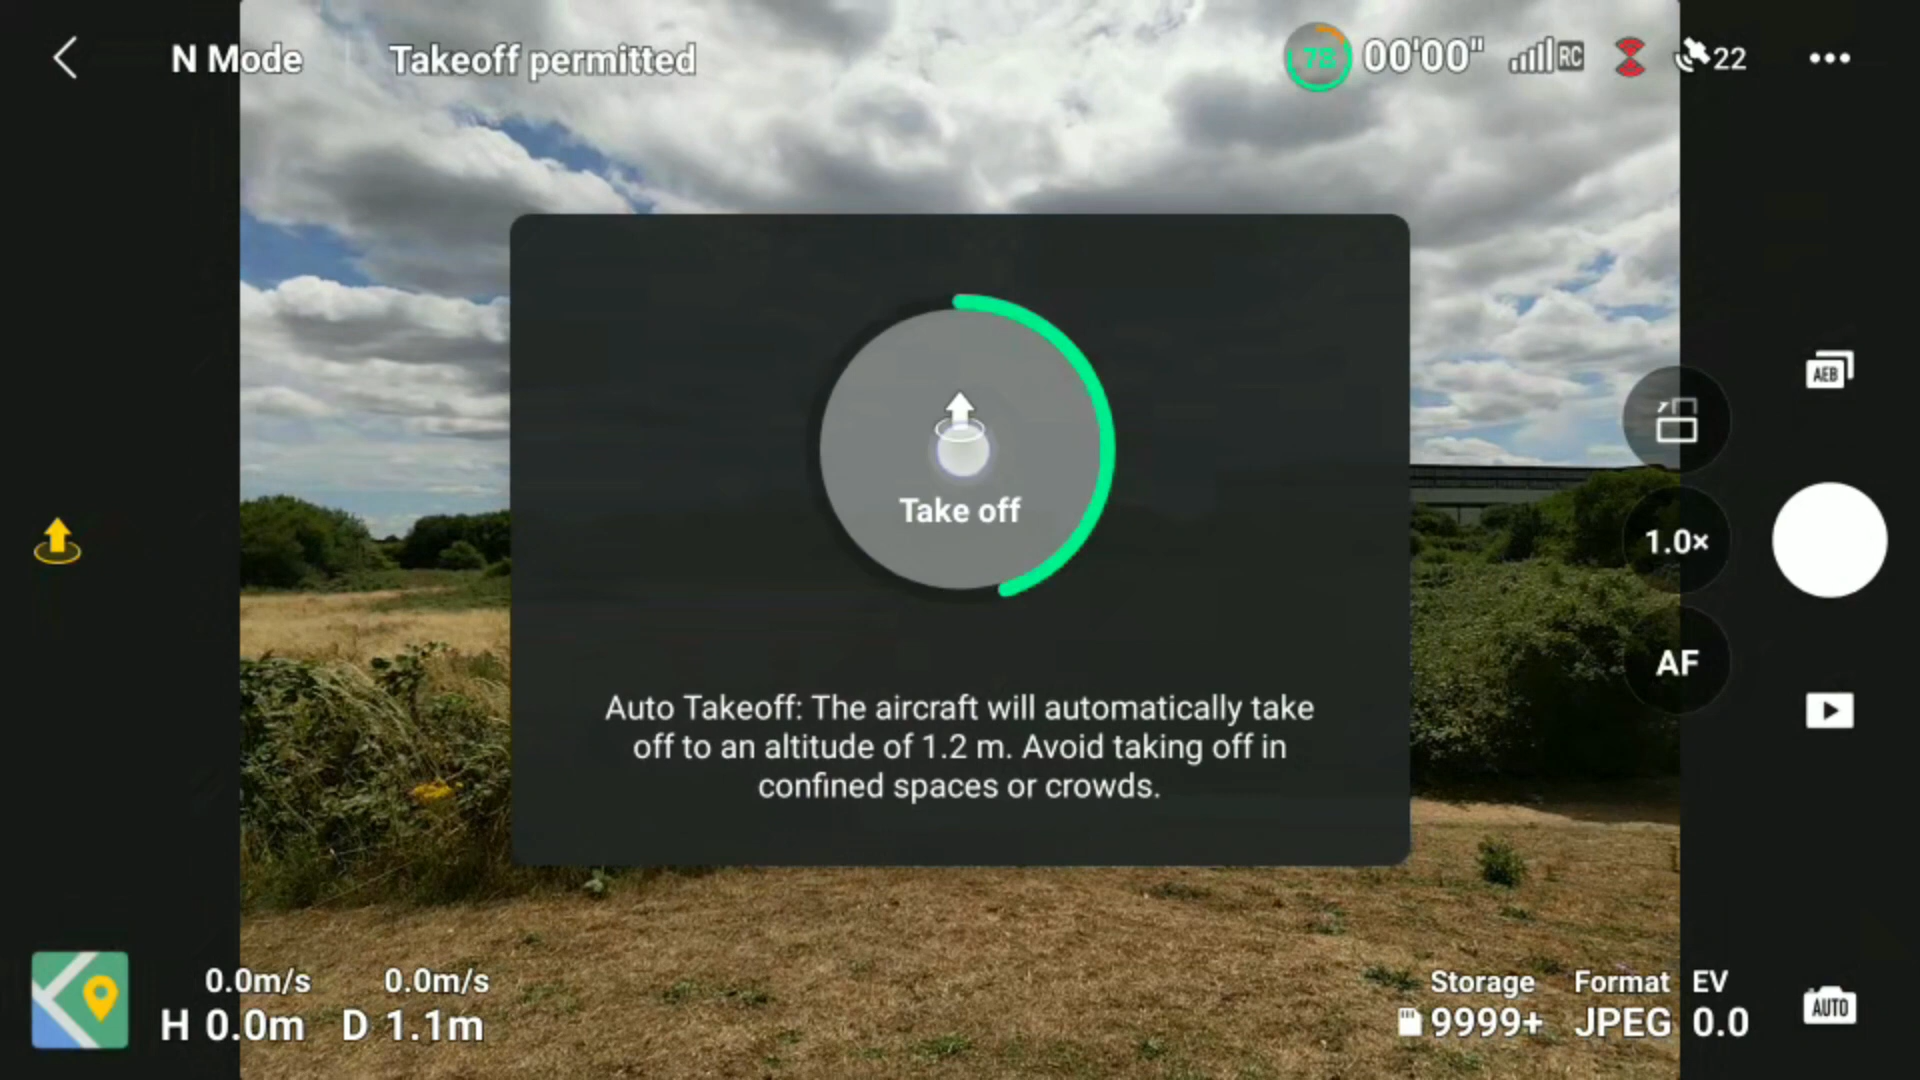 N Mode
Takeoff permitted
78
00'00"
RC
22
AEB
Take off
1.0×
AF
Auto Takeoff: The aircraft will automatically take
off to an altitude of 1.2 m. Avoid taking off in
confined spaces or crowds.
0.0m/s 0.0m/s
H 0.0m D 1.1m
Storage Format EV
9999+ JPEG 0.0
AUTO